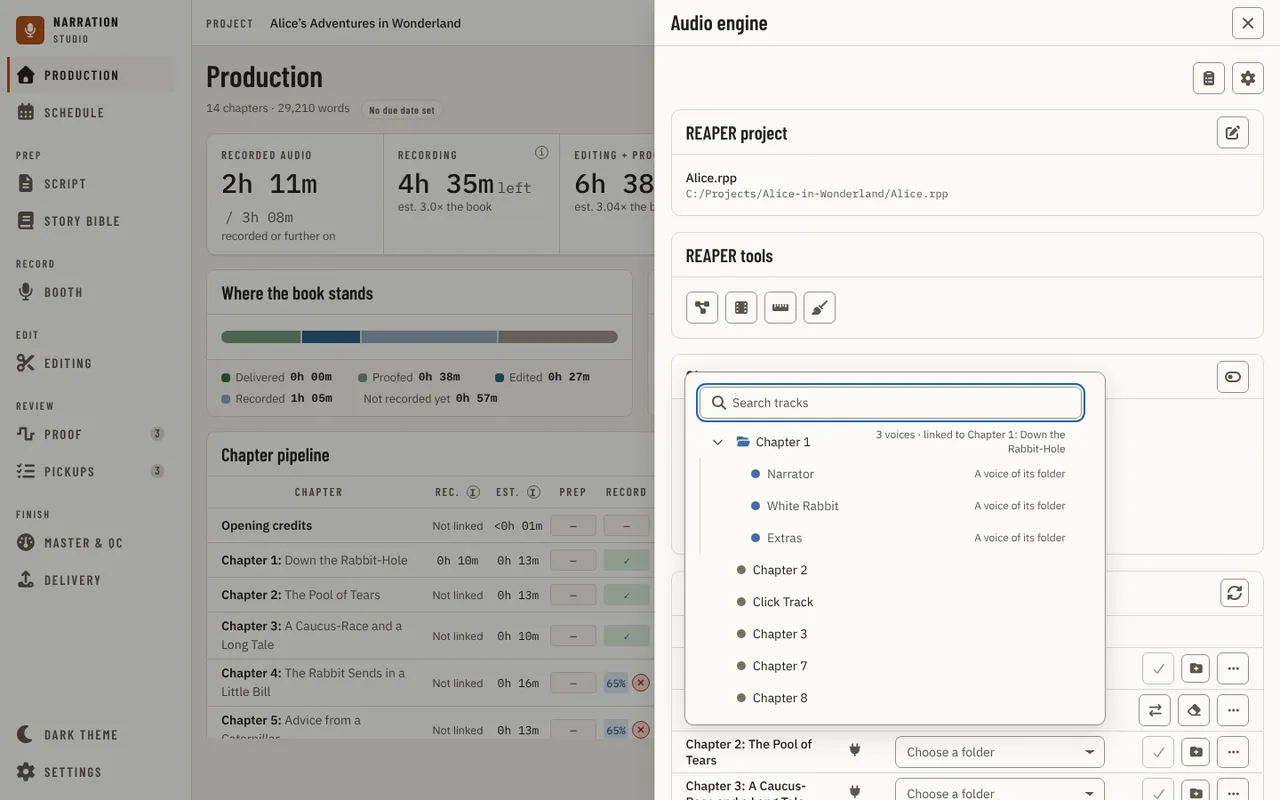 NARRATION
STUDIO
PRODUCTION
SCHEDULE
PREP
SCRIPT
STORY BIBLE
RECORD
BOOTH
EDIT
EDITING
REVIEW
PROOF 3
PICKUPS 3
FINISH
MASTER & QC
DELIVERY
DARK THEME
SETTINGS
PROJECT Alice's Adventures in Wonderland
Production
14 chapters · 29,210 words No due date set
RECORDED AUDIO
2h 11m
/ 3h 08m
recorded or further on
RECORDING
4h 35m left
est. 3.0× the book
EDITING + PRO
6h 38
est. 3.04× the b
Where the book stands
Delivered 0h 00m Proofed 0h 38m Edited 0h 27m
Recorded 1h 05m Not recorded yet 0h 57m
Chapter pipeline
CHAPTER REC. EST. PREP RECORD
Opening credits Not linked <0h 01m – –
Chapter 1: Down the Rabbit-Hole 0h 10m 0h 13m – ✓
Chapter 2: The Pool of Tears Not linked 0h 13m – ✓
Chapter 3: A Caucus-Race and a
Long Tale Not linked 0h 10m – ✓
Chapter 4: The Rabbit Sends in a
Little Bill Not linked 0h 16m – 65%
Chapter 5: Advice from a
Caterpillar Not linked 0h 13m – 65%
Audio engine
REAPER project
Alice.rpp
C:/Projects/Alice-in-Wonderland/Alice.rpp
REAPER tools
Search tracks
Chapter 1 3 voices · linked to Chapter 1: Down the
Rabbit-Hole
Narrator A voice of its folder
White Rabbit A voice of its folder
Extras A voice of its folder
Chapter 2
Click Track
Chapter 3
Chapter 7
Chapter 8
Chapter 2: The Pool of
Tears Choose a folder
Chapter 3: A Caucus-
Race and a Long Tale Choose a folder